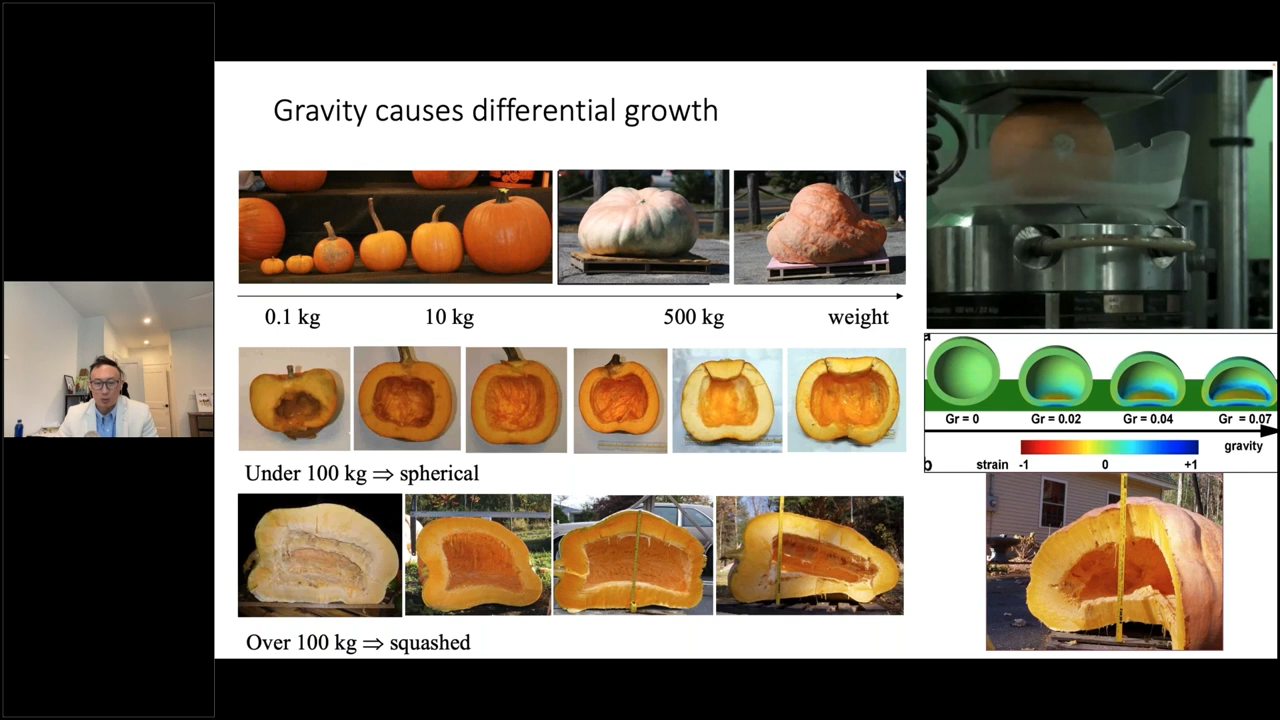 Gravity causes differential growth
0.1 kg
10 kg
500 kg
weight
Under 100 kg ⇒ spherical
Over 100 kg ⇒ squashed
a
Gr = 0
Gr = 0.02
Gr = 0.04
Gr = 0.07
gravity
b
strain
-1
0
+1